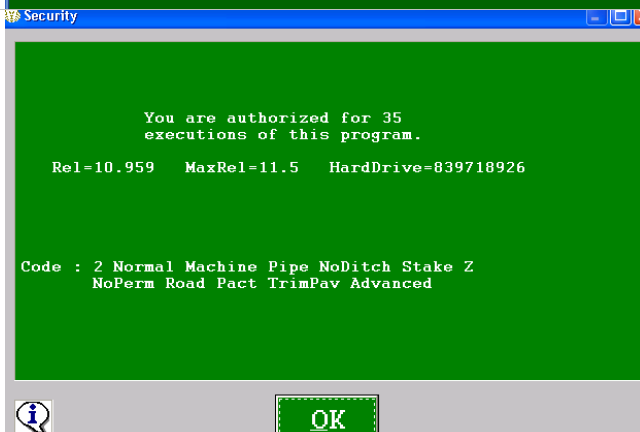 Security
You are authorized for 35
executions of this program.
Rel=10.959 MaxRel=11.5 HardDrive=839718926
Code : 2 Normal Machine Pipe NoDitch Stake Z
NoPerm Road Pact TrimPav Advanced
OK